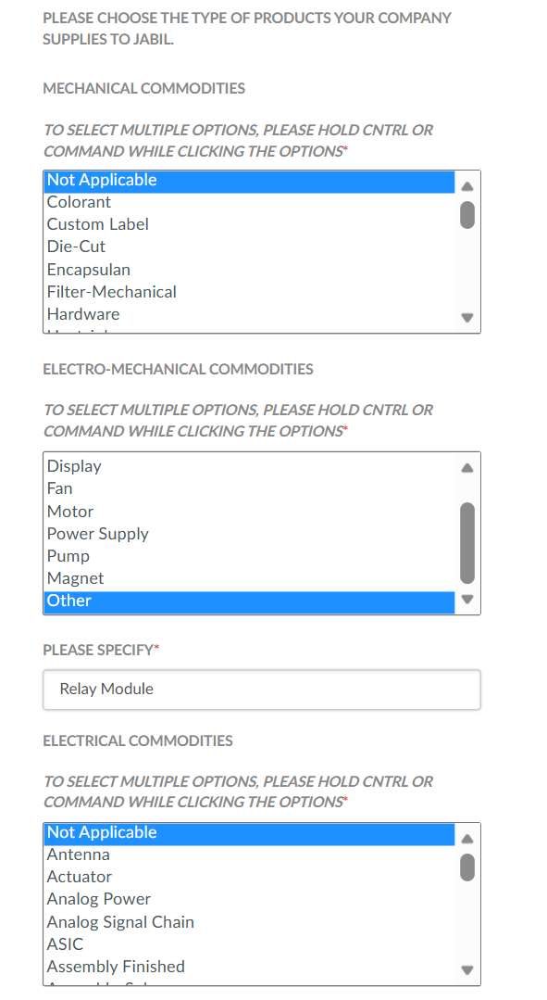 PLEASE CHOOSE THE TYPE OF PRODUCTS YOUR COMPANY
SUPPLIES TO JABIL.
MECHANICAL COMMODITIES
TO SELECT MULTIPLE OPTIONS, PLEASE HOLD CNTRL OR
COMMAND WHILE CLICKING THE OPTIONS*
Not Applicable
Colorant
Custom Label
Die-Cut
Encapsulan
Filter-Mechanical
Hardware
ELECTRO-MECHANICAL COMMODITIES
TO SELECT MULTIPLE OPTIONS, PLEASE HOLD CNTRL OR
COMMAND WHILE CLICKING THE OPTIONS*
Display
Fan
Motor
Power Supply
Pump
Magnet
Other
PLEASE SPECIFY*
Relay Module
ELECTRICAL COMMODITIES
TO SELECT MULTIPLE OPTIONS, PLEASE HOLD CNTRL OR
COMMAND WHILE CLICKING THE OPTIONS*
Not Applicable
Antenna
Actuator
Analog Power
Analog Signal Chain
ASIC
Assembly Finished